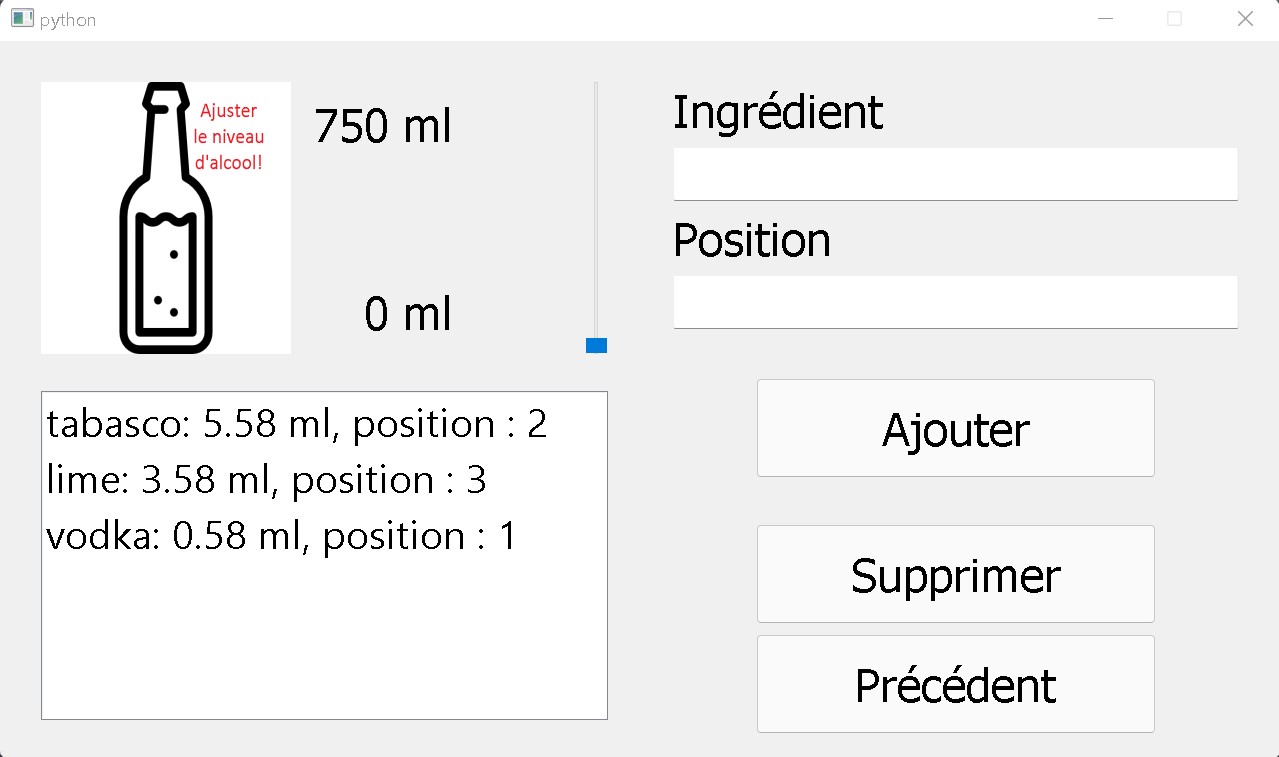 python
Ajuster
le niveau
d'alcool!
750 ml
0 ml
Ingrédient
Position
tabasco: 5.58 ml, position : 2
lime: 3.58 ml, position : 3
vodka: 0.58 ml, position : 1
Ajouter
Supprimer
Précédent